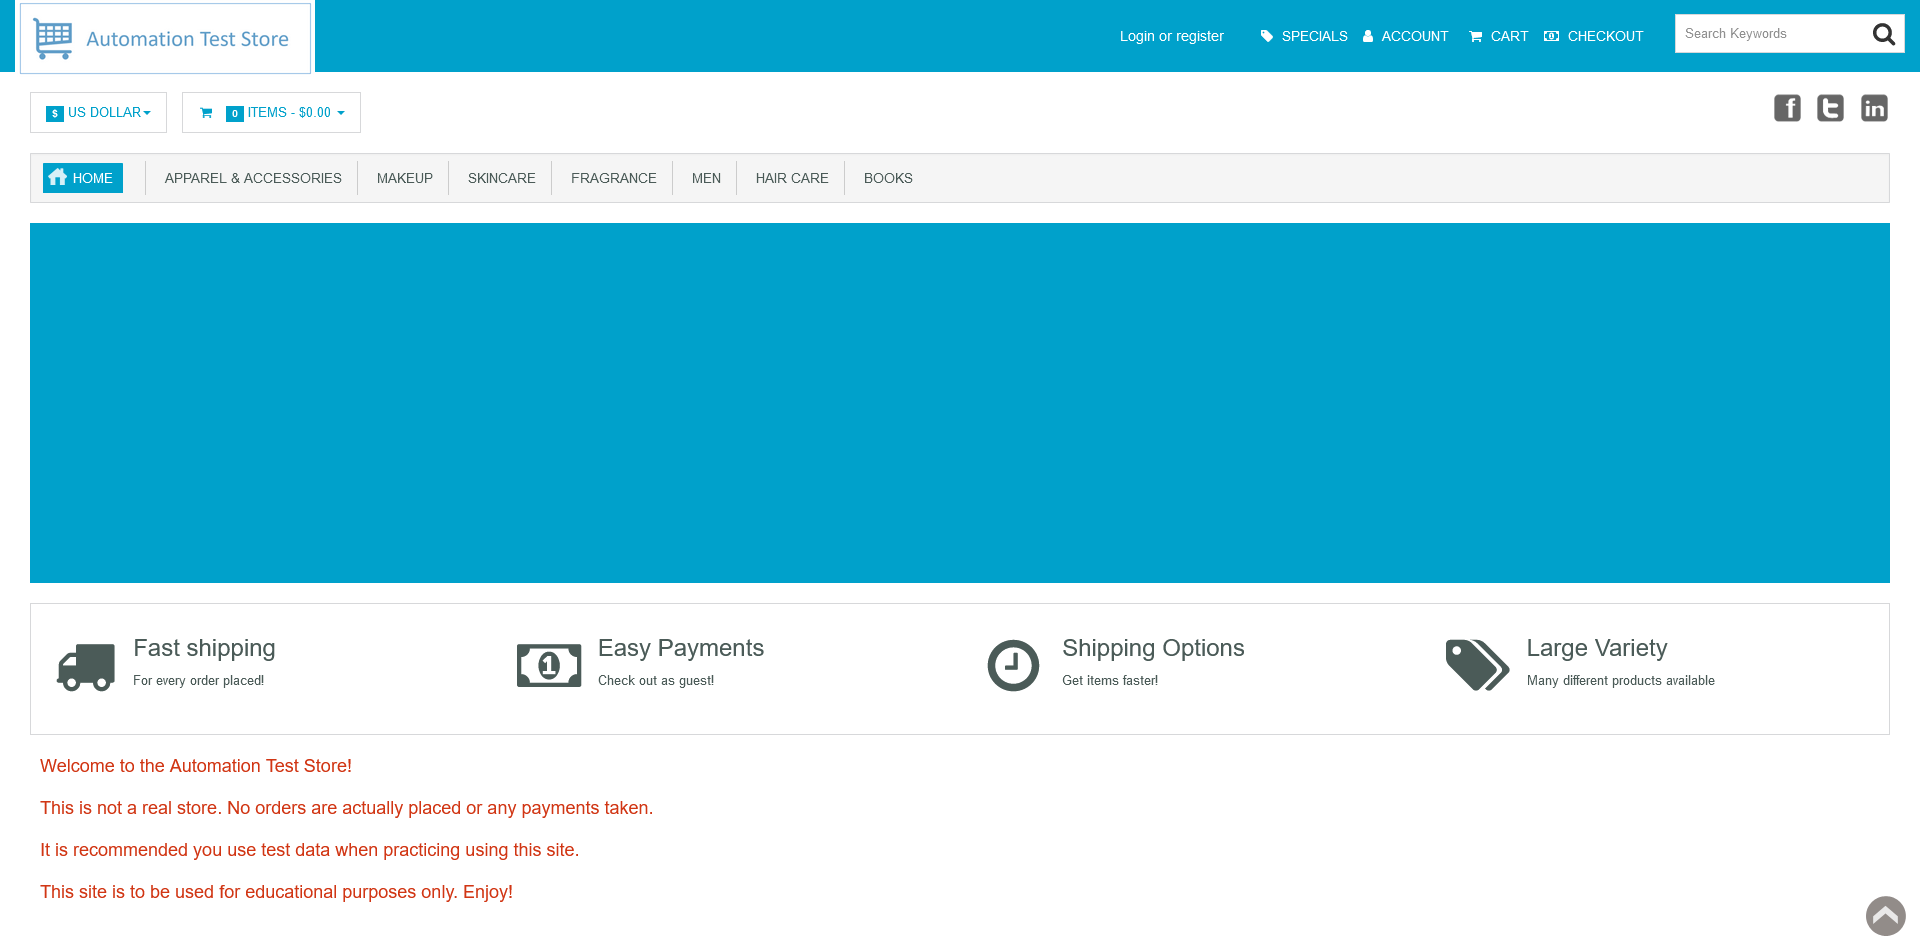 Automation Test Store
Login or register SPECIALS ACCOUNT CART CHECKOUT Search Keywords
$ US DOLLAR 0 ITEMS - $0.00
HOME APPAREL & ACCESSORIES MAKEUP SKINCARE FRAGRANCE MEN HAIR CARE BOOKS
Fast shipping
For every order placed!
Easy Payments
Check out as guest!
Shipping Options
Get items faster!
Large Variety
Many different products available
Welcome to the Automation Test Store!
This is not a real store. No orders are actually placed or any payments taken.
It is recommended you use test data when practicing using this site.
This site is to be used for educational purposes only. Enjoy!